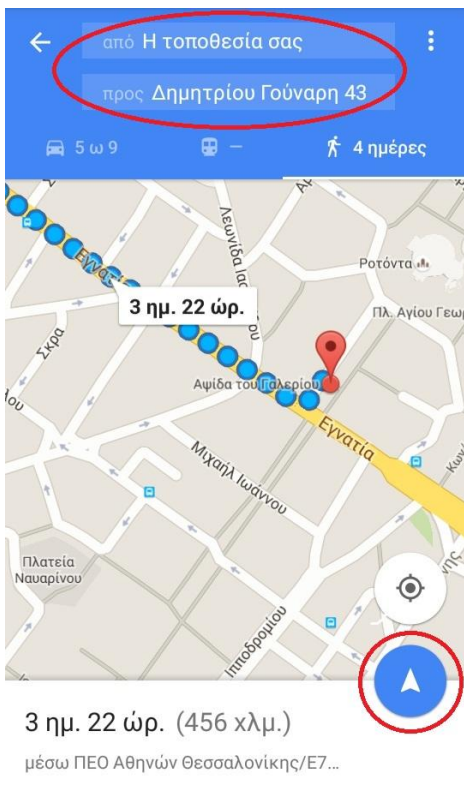 από Η τοποθεσία σας
προς Δημητρίου Γούναρη 43
5 ω 9
–
4 ημέρες
Λεωνίδα
Ροτόντα
Εγνατία
3 ημ. 22 ώρ.
Πλ. Αγίου Γεωρ
Σκρα
Αψίδα του Γαλερίου
Εγνατία
Μιχαήλ Ιωάννου
Πλατεία
Ναυαρίνου
Ιπποδρομίου
3 ημ. 22 ώρ. (456 χλμ.)
μέσω ΠΕΟ Αθηνών Θεσσαλονίκης/E7...